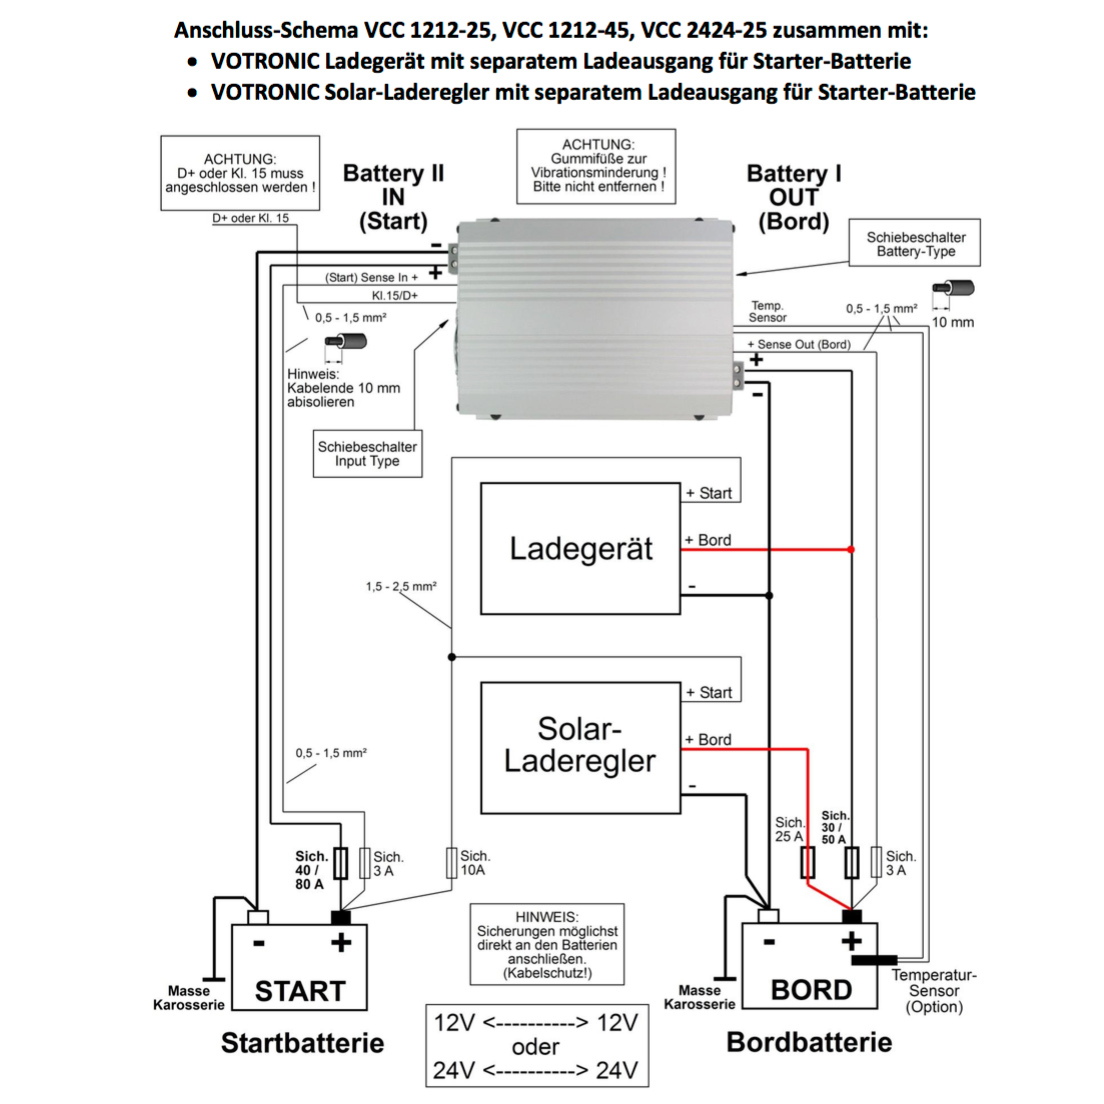 Anschluss-Schema VCC 1212-25, VCC 1212-45, VCC 2424-25 zusammen mit:
• VOTRONIC Ladegerät mit separatem Ladeausgang für Starter-Batterie
• VOTRONIC Solar-Laderegler mit separatem Ladeausgang für Starter-Batterie
ACHTUNG:
D+ oder Kl. 15 muss
angeschlossen werden !
Battery II
IN
(Start)
ACHTUNG:
Gummifüße zur
Vibrationsminderung !
Bitte nicht entfernen !
Battery I
OUT
(Bord)
D+ oder Kl. 15
Schiebeschalter
Battery-Type
-
+
(Start) Sense In +
Kl.15/D+
0,5 - 1,5 mm²
Hinweis:
Kabelende 10 mm
abisolieren
Schiebeschalter
Input Type
Temp.
Sensor
0,5 - 1,5 mm²
10 mm
+ Sense Out (Bord)
+
-
Ladegerät
+ Start
+ Bord
-
1,5 - 2,5 mm²
Solar-
Laderegler
+ Start
+ Bord
-
0,5 - 1,5 mm²
Sich.
40 /
80 A
Sich.
3 A
Sich.
10A
Sich.
25 A
Sich.
30 /
50 A
Sich.
3 A
HINWEIS:
Sicherungen möglichst
direkt an den Batterien
anschließen.
(Kabelschutz!)
- +
START
Masse
Karosserie
Startbatterie
- +
BORD
Masse
Karosserie
Bordbatterie
Temperatur-
Sensor
(Option)
12V <----------> 12V
oder
24V <----------> 24V